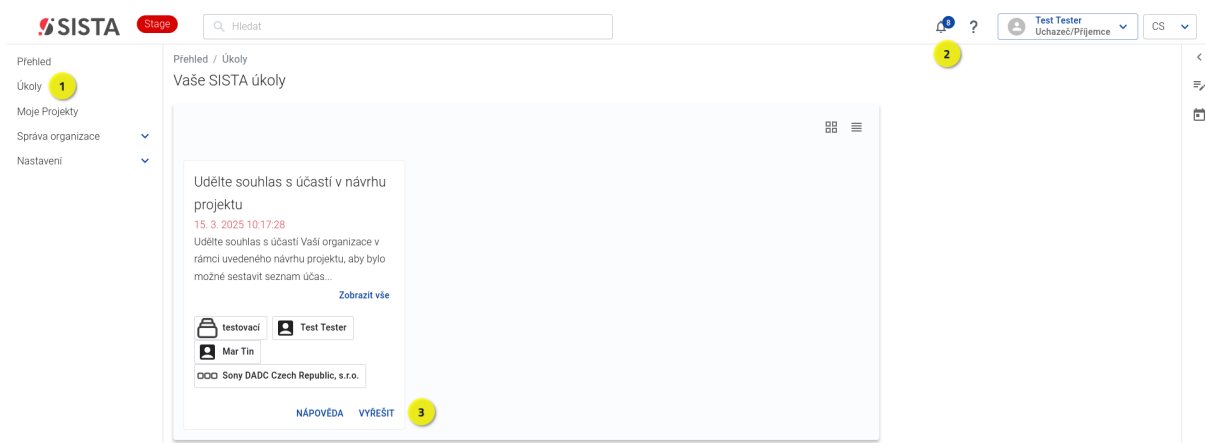 SISTA
Stage
Hledat
8
?
Test Tester
Uchazeč/Příjemce
CS
2
Přehled
Úkoly 1
Moje Projekty
Správa organizace
Nastavení
Přehled / Úkoly
Vaše SISTA úkoly
Udělte souhlas s účastí v návrhu
projektu
15. 3. 2025 10:17:28
Udělte souhlas s účastí Vaší organizace v
rámci uvedeného návrhu projektu, aby bylo
možné sestavit seznam účas...
Zobrazit vše
testovací Test Tester
Mar Tin
Sony DADC Czech Republic, s.r.o.
NÁPOVĚDA VYŘEŠIT 3